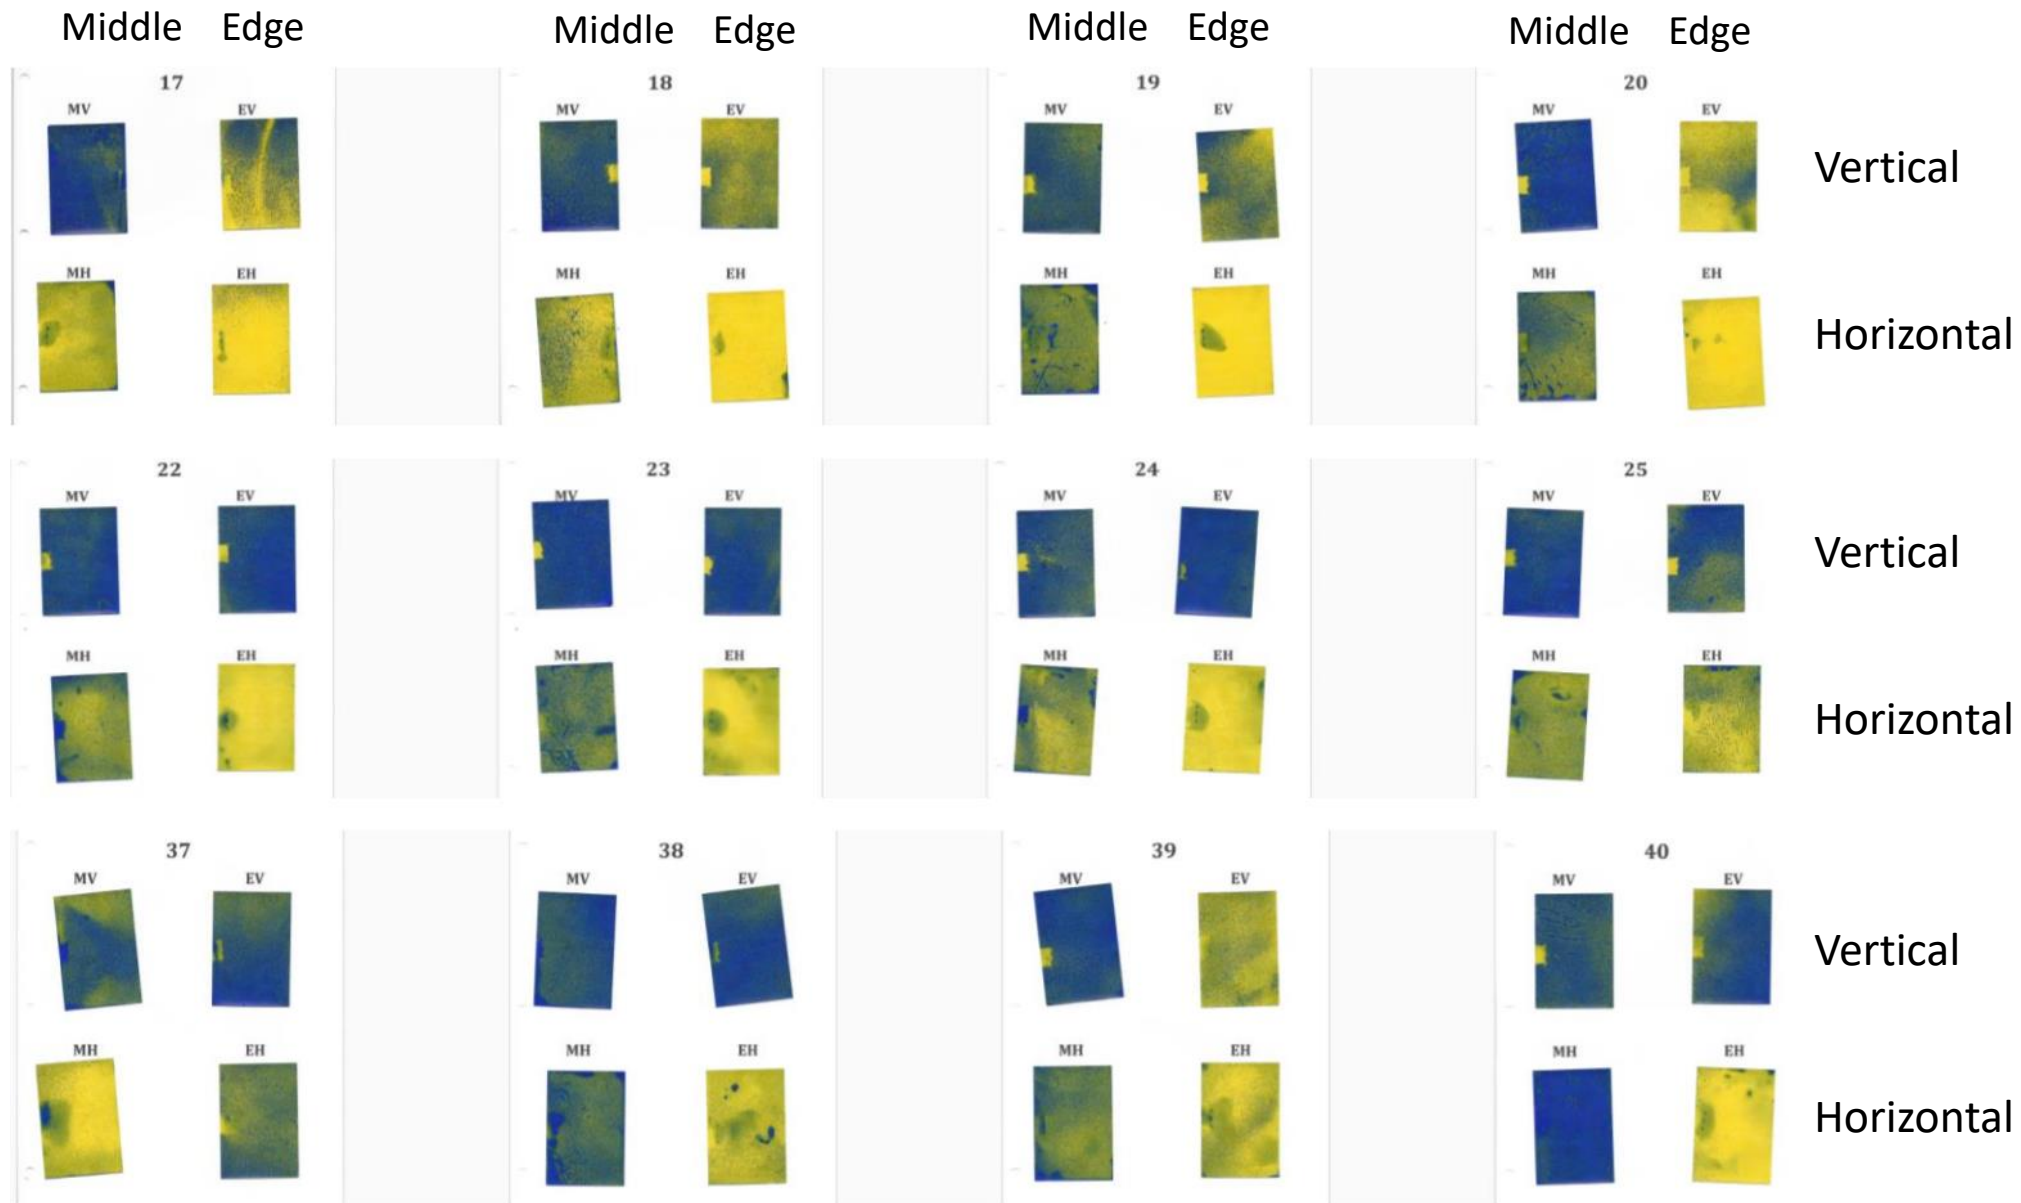 Middle Edge Middle Edge Middle Edge Middle Edge
17 18 19 20
MV EV MV EV MV EV MV EV
Vertical
MH EH MH EH MH EH MH EH
Horizontal
22 23 24 25
MV EV MV EV MV EV MV EV
Vertical
MH EH MH EH MH EH MH EH
Horizontal
37 38 39 40
MV EV MV EV MV EV MV EV
Vertical
MH EH MH EH MH EH MH EH
Horizontal